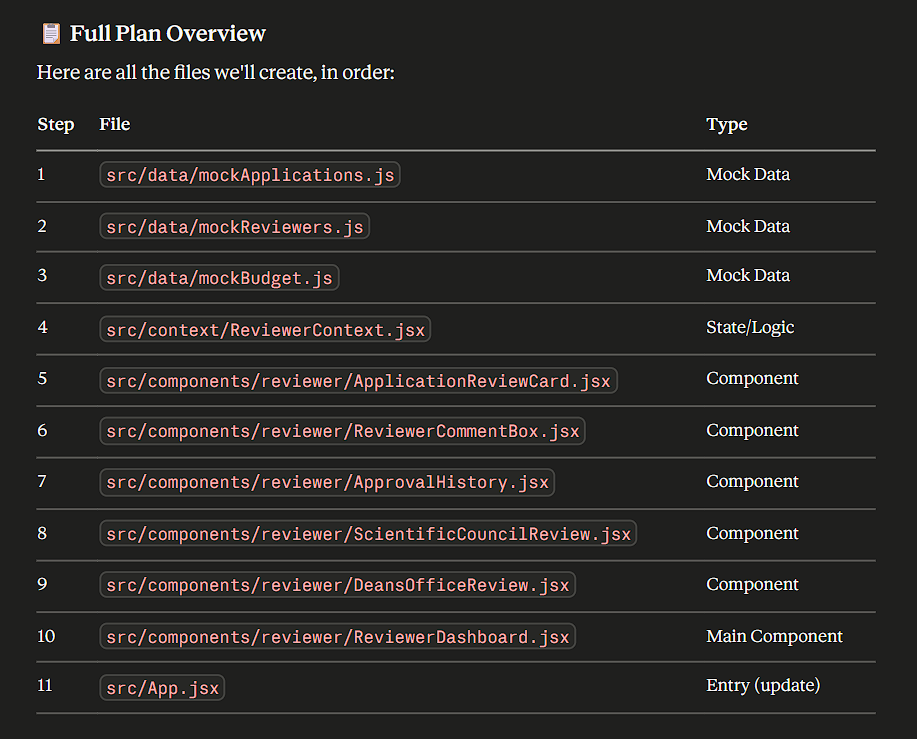 📋 Full Plan Overview
Here are all the files we'll create, in order:
Step File Type
1 src/data/mockApplications.js Mock Data
2 src/data/mockReviewers.js Mock Data
3 src/data/mockBudget.js Mock Data
4 src/context/ReviewerContext.jsx State/Logic
5 src/components/reviewer/ApplicationReviewCard.jsx Component
6 src/components/reviewer/ReviewerCommentBox.jsx Component
7 src/components/reviewer/ApprovalHistory.jsx Component
8 src/components/reviewer/ScientificCouncilReview.jsx Component
9 src/components/reviewer/DeansOfficeReview.jsx Component
10 src/components/reviewer/ReviewerDashboard.jsx Main Component
11 src/App.jsx Entry (update)